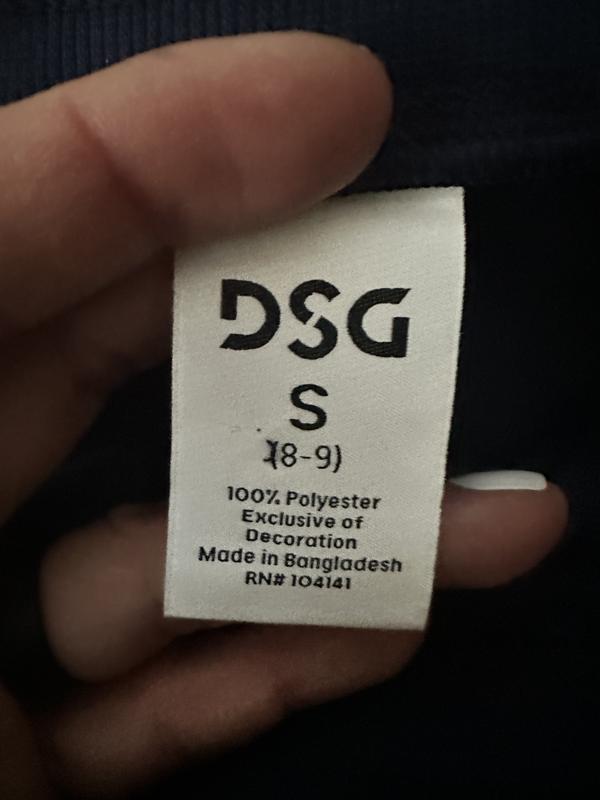 DSG
S
(8-9)
100% Polyester
Exclusive of
Decoration
Made in Bangladesh
RN# 104141